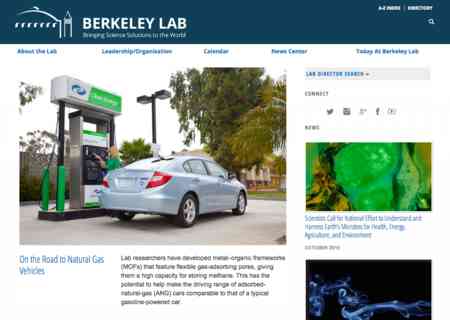 A-Z INDEX | DIRECTORY
BERKELEY LAB
Bringing Science Solutions to the World
About the Lab
Leadership/Organisation
Calendar
News Center
Today At Berkeley Lab
Clean Energy
On the Road to Natural Gas
Vehicles
Lab researchers have developed metal-organic frameworks
(MOFs) that feature flexible gas-adsorbing pores, giving
them a high capacity for storing methane. This has the
potential to help make the driving range of adsorbed-
natural-gas (ANG) cars comparable to that of a typical
gasoline-powered car.
LAB DIRECTOR SEARCH »
CONNECT
NEWS
Scientists Call for National Effort to Understand and
Harness Earth's Microbes for Health, Energy,
Agriculture, and Environment
OCTOBER 2015